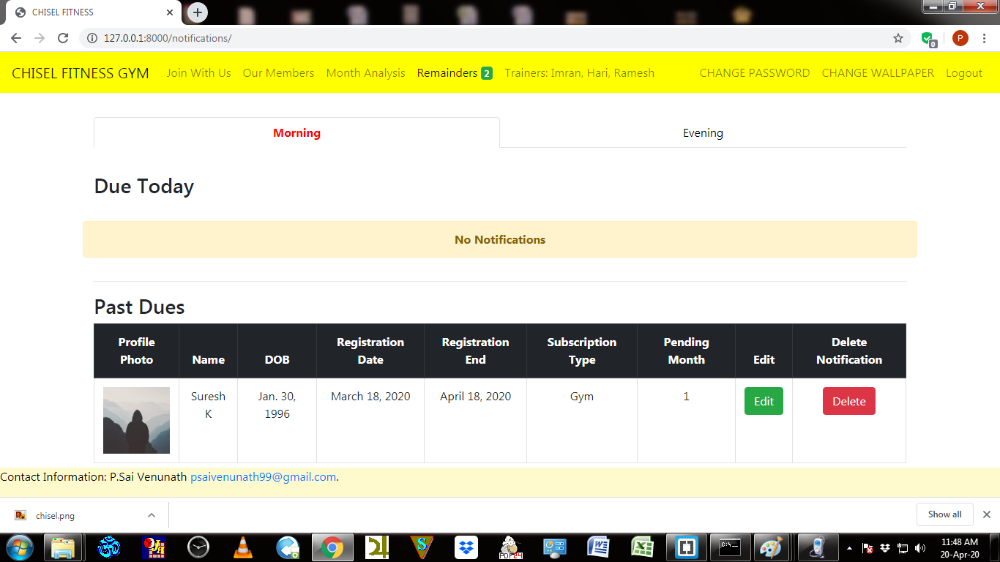 CHISEL FITNESS
127.0.0.1:8000/notifications/
P
0
CHISEL FITNESS GYM Join With Us Our Members Month Analysis Remainders 2 Trainers: Imran, Hari, Ramesh CHANGE PASSWORD CHANGE WALLPAPER Logout
Morning Evening
Due Today
No Notifications
Past Dues
Profile Photo Name DOB Registration Date Registration End Subscription Type Pending Month Edit Delete Notification
Suresh K Jan. 30, 1996 March 18, 2020 April 18, 2020 Gym 1 Edit Delete
Contact Information: P.Sai Venunath psaivenunath99@gmail.com.
chisel.png Show all
PDF24
C:\_
11:48 AM
20-Apr-20